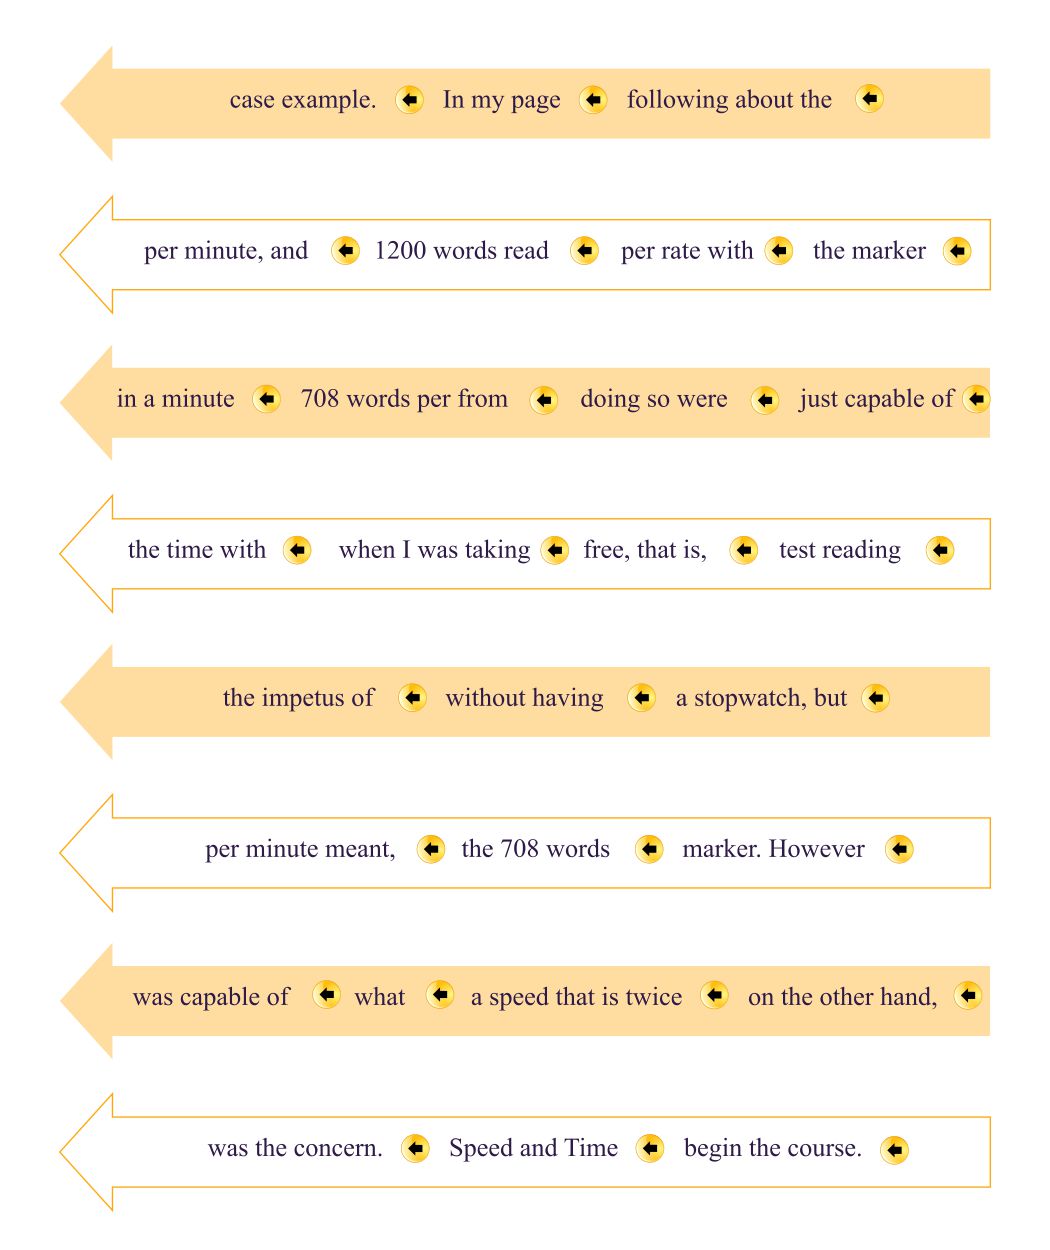 case example. In my page following about the
per minute, and 1200 words read per rate with the marker
in a minute 708 words per from doing so were just capable of
the time with when I was taking free, that is, test reading
the impetus of without having a stopwatch, but
per minute meant, the 708 words marker. However
was capable of what a speed that is twice on the other hand,
was the concern. Speed and Time begin the course.